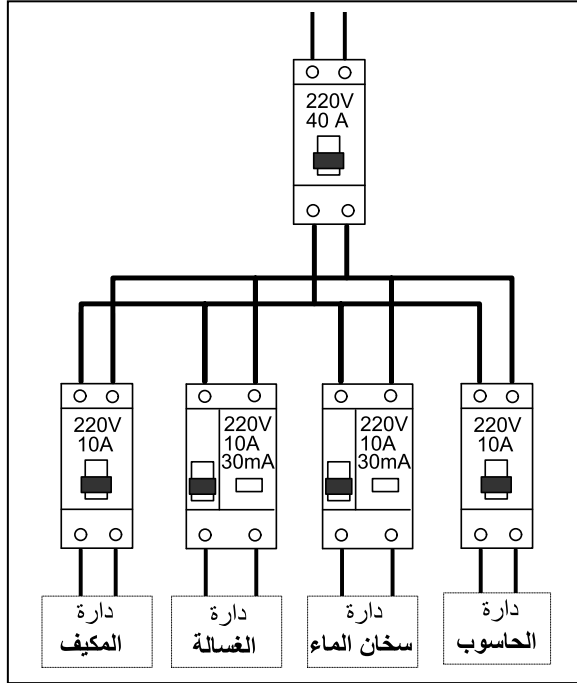 220V
40 A
220V
10A
220V
10A
30mA
220V
10A
30mA
220V
10A
دارة
المكيف
دارة
الغسالة
دارة
سخان الماء
دارة
الحاسوب